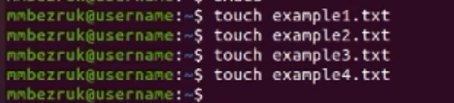 mmbezruk@username:~$ touch example1.txt
mmbezruk@username:~$ touch example2.txt
mmbezruk@username:~$ touch example3.txt
mmbezruk@username:~$ touch example4.txt
mmbezruk@username:~$